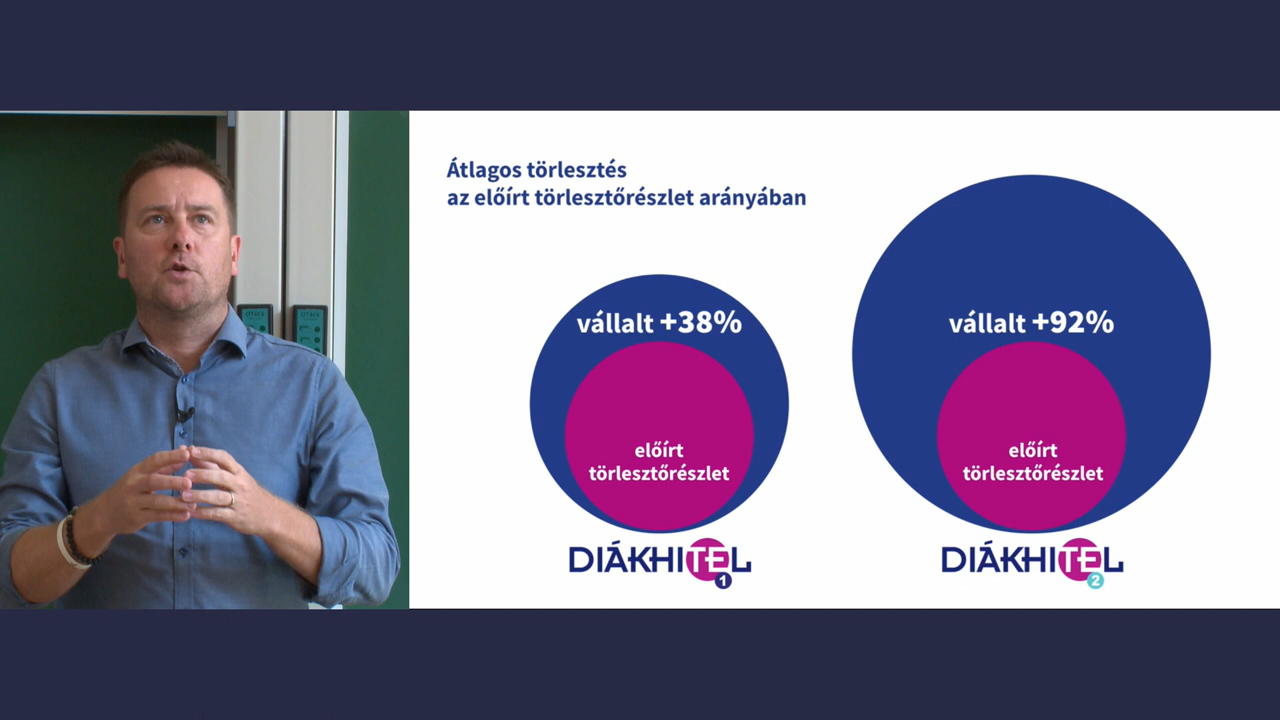 Átlagos törlesztés
az előírt törlesztőrészlet arányában
vállalt +38%
előírt
törlesztőrészlet
DIÁKHITEL
1
vállalt +92%
előírt
törlesztőrészlet
DIÁKHITEL
2